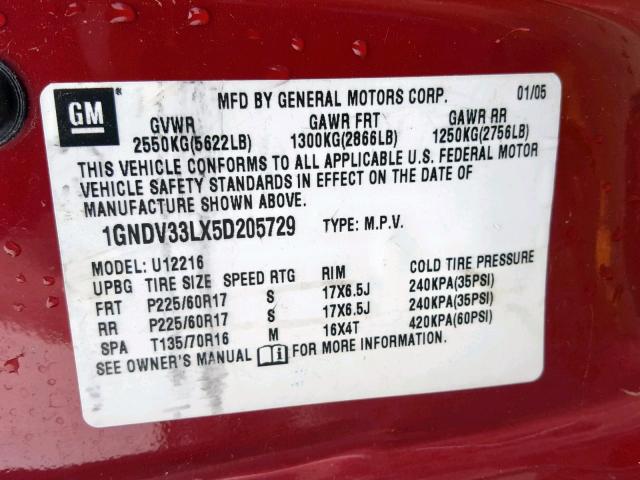 GM
MFD BY GENERAL MOTORS CORP. 01/05
GVWR GAWR FRT GAWR RR
2550KG(5622LB) 1300KG(2866LB) 1250KG(2756LB)
THIS VEHICLE CONFORMS TO ALL APPLICABLE U.S. FEDERAL MOTOR
VEHICLE SAFETY STANDARDS IN EFFECT ON THE DATE OF
MANUFACTURE SHOWN ABOVE.
1GNDV33LX5D205729 TYPE: M.P.V.
MODEL: U12216
UPBG TIRE SIZE SPEED RTG RIM COLD TIRE PRESSURE
FRT P225/60R17 S 17X6.5J 240KPA(35PSI)
RR P225/60R17 S 17X6.5J 240KPA(35PSI)
SPA T135/70R16 M 16X4T 420KPA(60PSI)
SEE OWNER'S MANUAL FOR MORE INFORMATION.